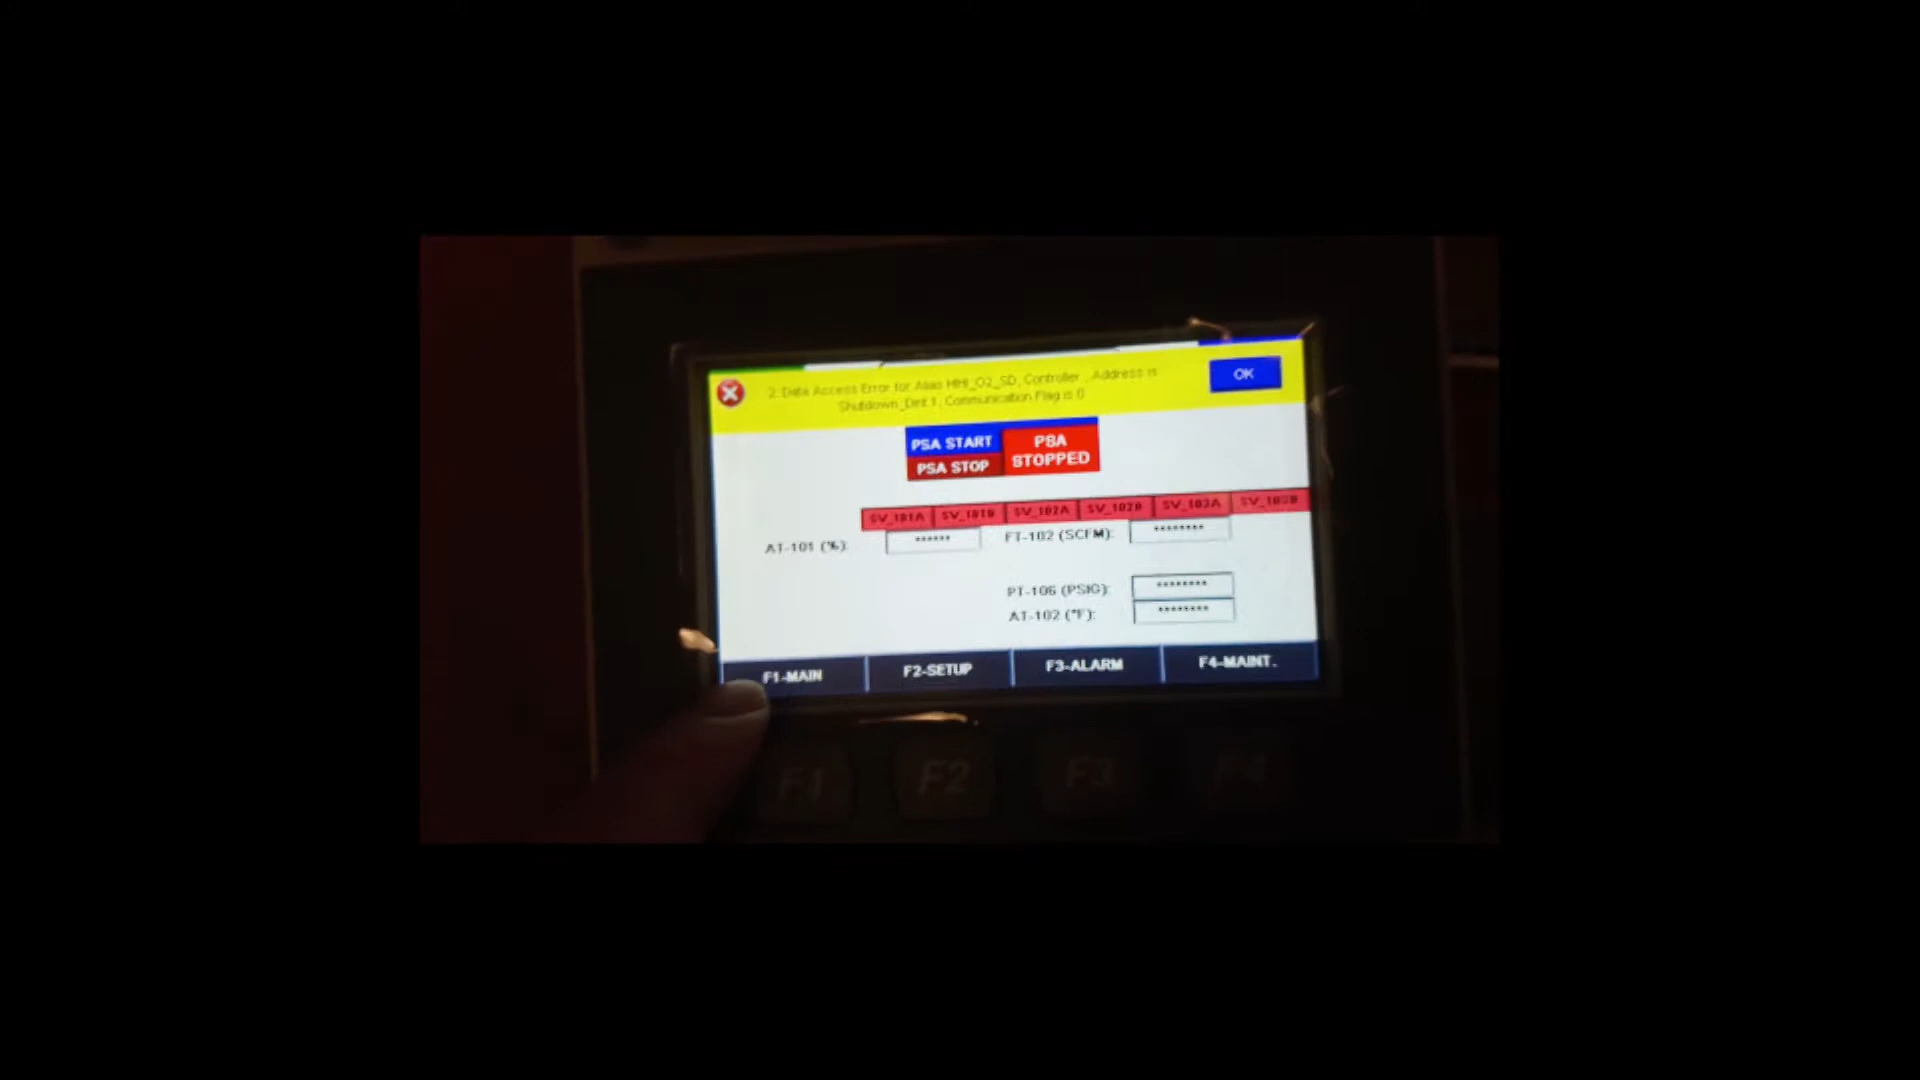 2: Data Access Error for Alias HHI_O2_SD, Controller , Address is
Shutdown_Dint.1, Communication Flag is 0
OK
PSA START
PSA STOP
PSA
STOPPED
SV_101A SV_101B SV_102A SV_102B SV_103A SV_103B
AT-101 (%): ****** FT-102 (SCFM): ********
PT-106 (PSIG): ********
AT-102 (°F): ********
F1-MAIN F2-SETUP F3-ALARM F4-MAINT.
F1 F2 F3 F4